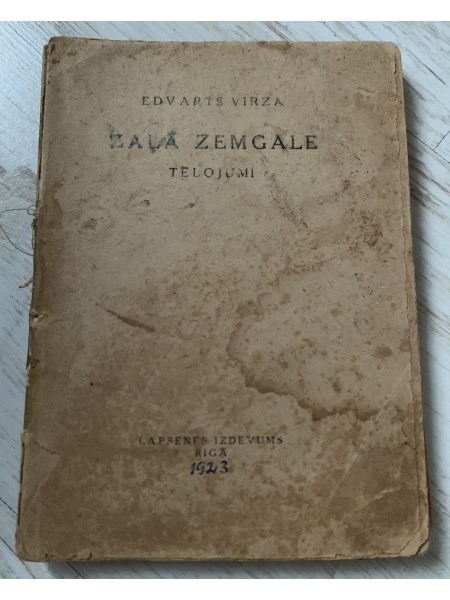 EDVARTS VIRZA
ZAĻĀ ZEMGALE
TĒLOJUMI
LAPSENES IZDEVUMS
RĪGĀ
1923